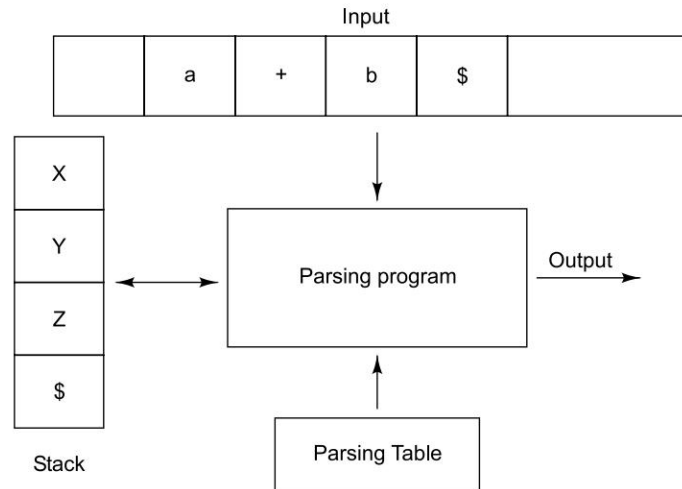 Input
a + b $
X
Y
Parsing program
Output
Z
$
Parsing Table
Stack